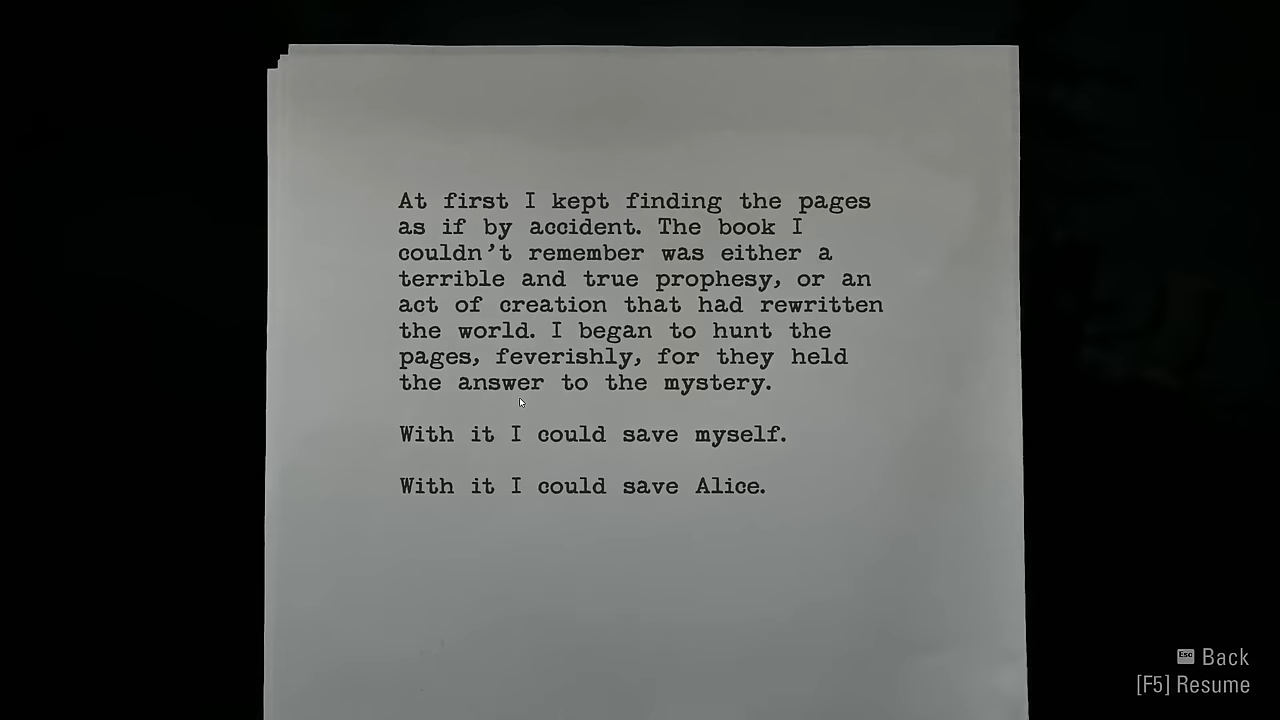 At first I kept finding the pages
as if by accident. The book I
couldn't remember was either a
terrible and true prophesy, or an
act of creation that had rewritten
the world. I began to hunt the
pages, feverishly, for they held
the answer to the mystery.
With it I could save myself.
With it I could save Alice.
Esc Back
[F5] Resume